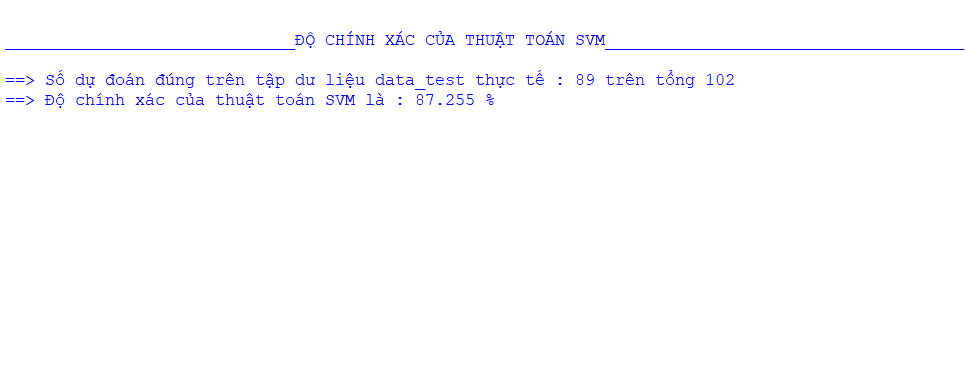 ____________________________ĐỘ CHÍNH XÁC CỦA THUẬT TOÁN SVM____________________________________
==> Số dự đoán đúng trên tập dư liệu data_test thực tế : 89 trên tổng 102
==> Độ chính xác của thuật toán SVM là : 87.255 %